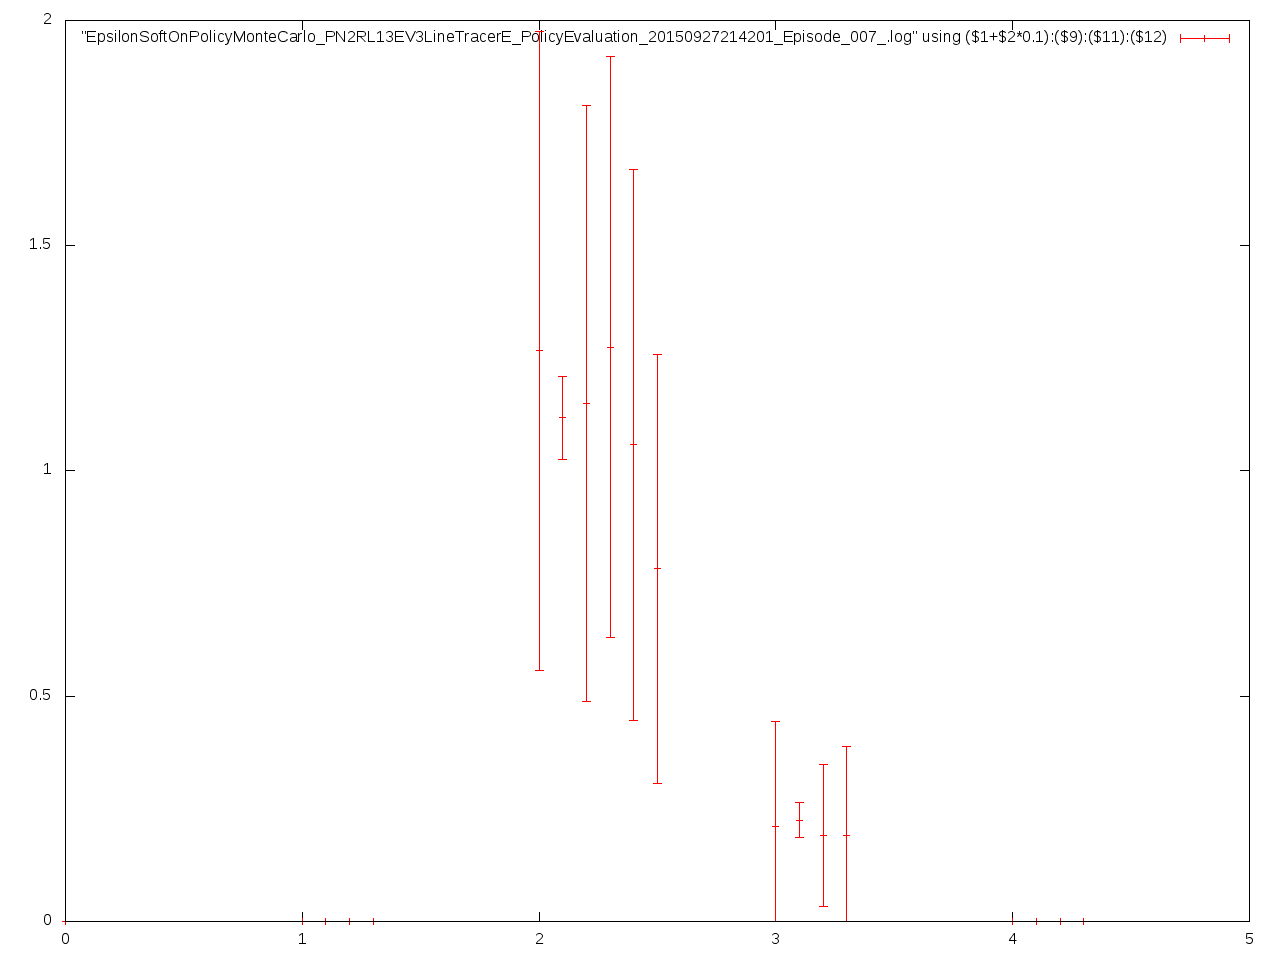 2
"EpsilonSoftOnPolicyMonteCarlo_PN2RL13EV3LineTracerE_PolicyEvaluation_20150927214201_Episode_007_.log" using ($1+$2*0.1):($9):($11):($12)
1.5
1
0.5
0
0 1 2 3 4 5